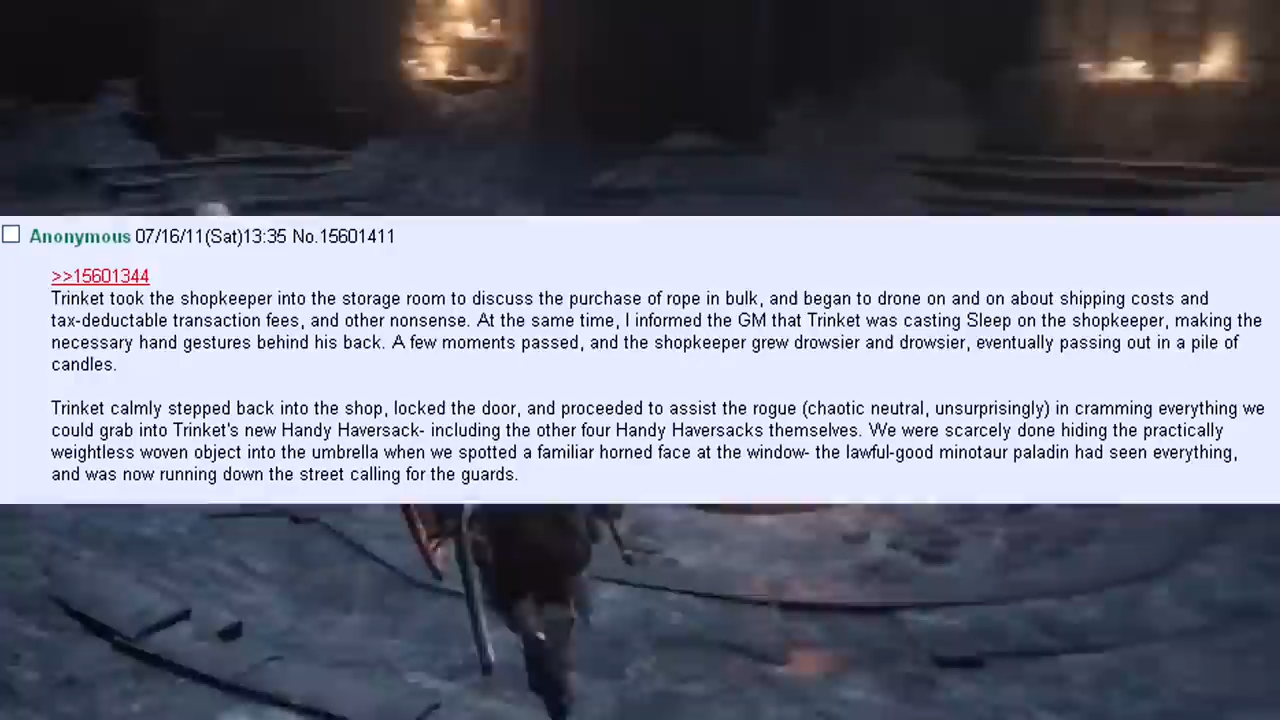 Anonymous 07/16/11(Sat)13:35 No.15601411
>>15601344
Trinket took the shopkeeper into the storage room to discuss the purchase of rope in bulk, and began to drone on and on about shipping costs and
tax-deductable transaction fees, and other nonsense. At the same time, I informed the GM that Trinket was casting Sleep on the shopkeeper, making the
necessary hand gestures behind his back. A few moments passed, and the shopkeeper grew drowsier and drowsier, eventually passing out in a pile of
candles.
Trinket calmly stepped back into the shop, locked the door, and proceeded to assist the rogue (chaotic neutral, unsurprisingly) in cramming everything we
could grab into Trinket's new Handy Haversack- including the other four Handy Haversacks themselves. We were scarcely done hiding the practically
weightless woven object into the umbrella when we spotted a familiar horned face at the window- the lawful-good minotaur paladin had seen everything,
and was now running down the street calling for the guards.